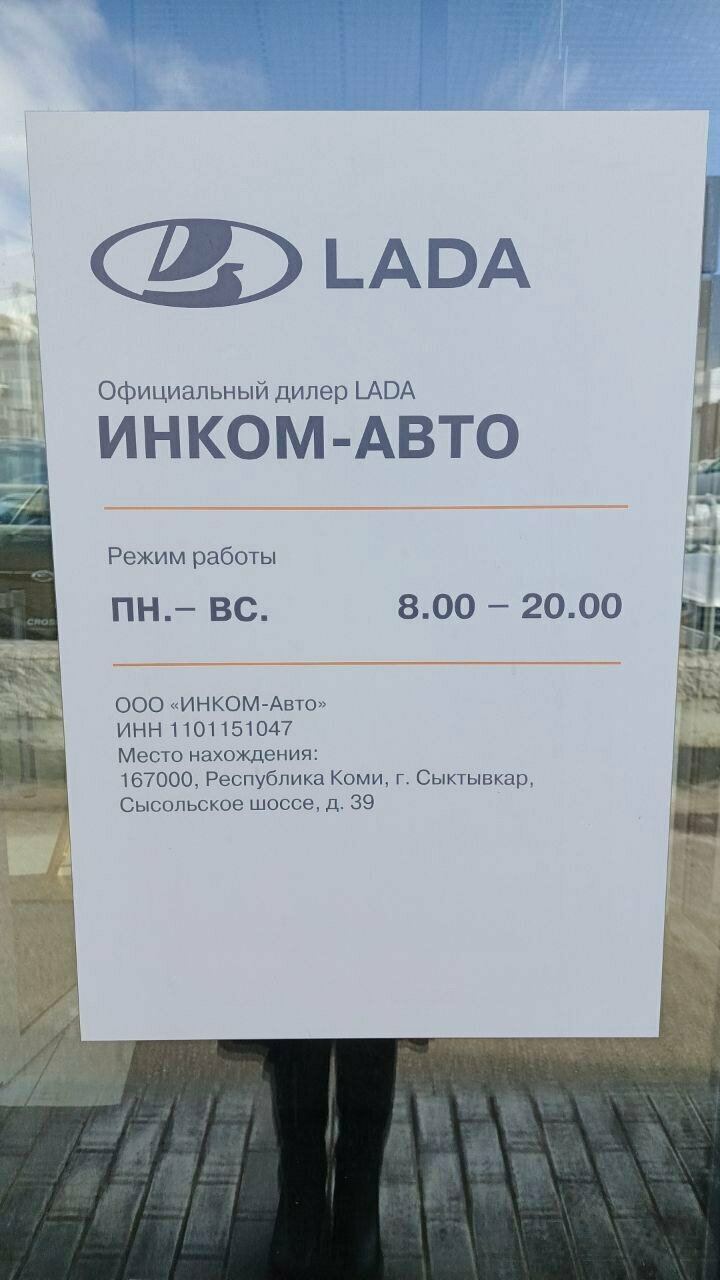 LADA
Официальный дилер LADA
ИНКОМ-АВТО
Режим работы
ПН.– ВС. 8.00 – 20.00
ООО «ИНКОМ-Авто»
ИНН 1101151047
Место нахождения:
167000, Республика Коми, г. Сыктывкар,
Сысольское шоссе, д. 39
CROSS